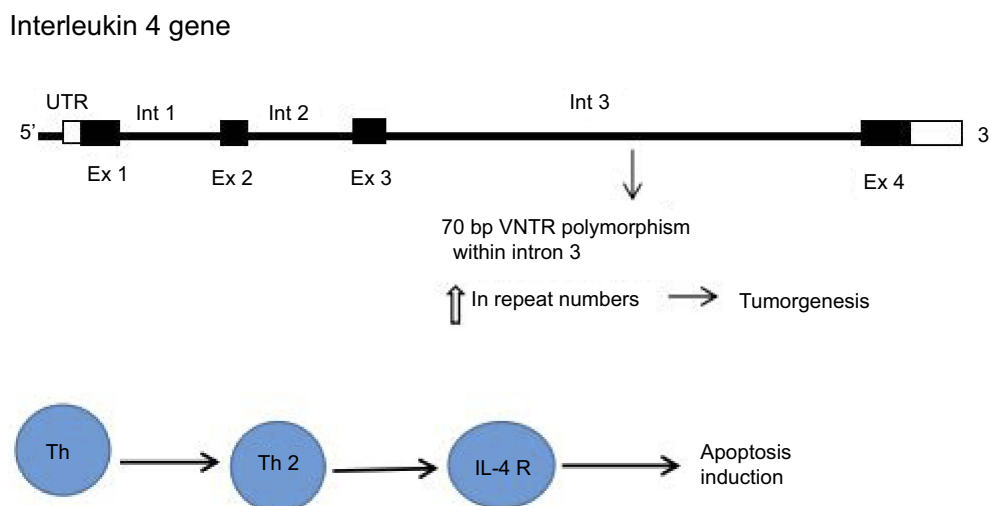 Interleukin 4 gene
UTR
Int 1
Int 2
Int 3
5’
3
Ex 1
Ex 2
Ex 3
Ex 4
70 bp VNTR polymorphism
within intron 3
In repeat numbers
Tumorgenesis
Th
Th 2
IL-4 R
Apoptosis
induction